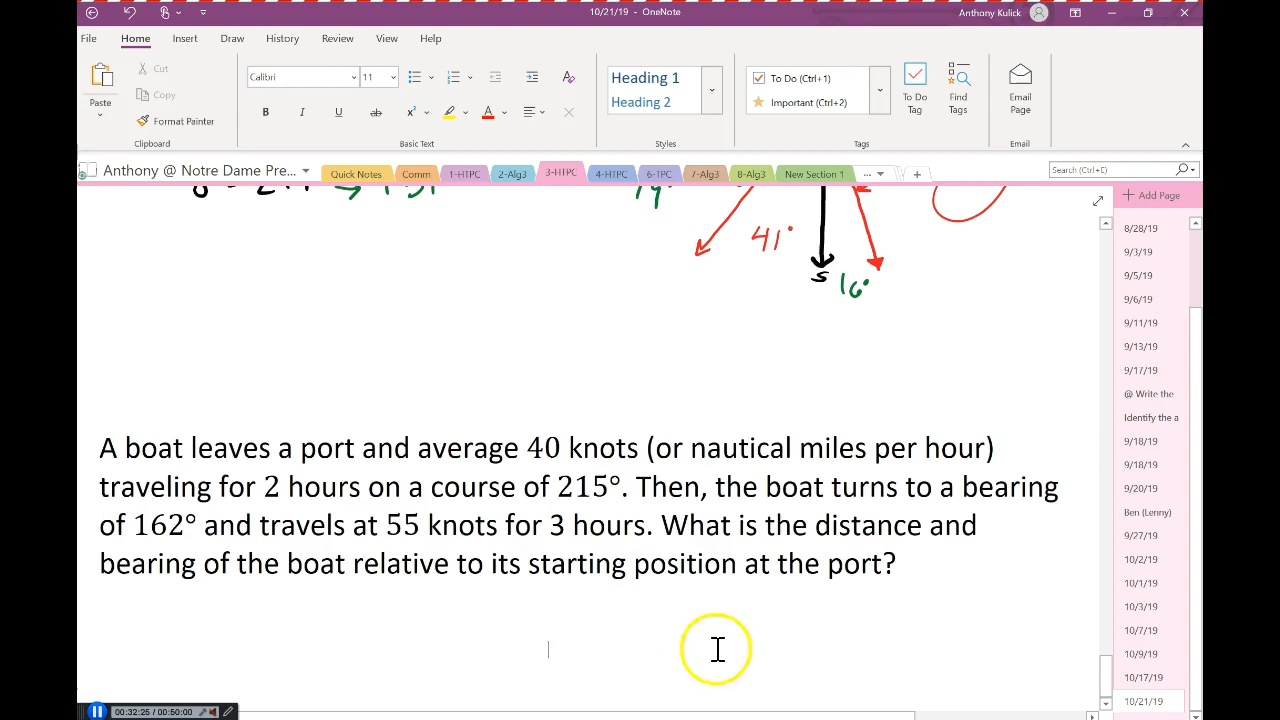 10/21/19 - OneNote
Anthony Kulick
File Home Insert Draw History Review View Help
Paste
Cut
Copy
Format Painter
Clipboard
Calibri 11
B I U ab x² A
Basic Text
Heading 1
Heading 2
Styles
To Do (Ctrl+1)
Important (Ctrl+2)
To Do Tag
Find Tags
Tags
Email Page
Email
Anthony @ Notre Dame Pre...
Quick Notes Comm 1-HTPC 2-Alg3 3-HTPC 4-HTPC 6-TPC 7-Alg3 8-Alg3 New Section 1 ...
Search (Ctrl+E)
Add Page
8/28/19
9/3/19
9/5/19
9/6/19
9/11/19
9/13/19
9/17/19
@ Write the
Identify the a
9/18/19
9/18/19
9/20/19
Ben (Lenny)
9/27/19
10/2/19
10/1/19
10/3/19
10/7/19
10/9/19
10/17/19
10/21/19
41°
S
16°
A boat leaves a port and average 40 knots (or nautical miles per hour)
traveling for 2 hours on a course of 215°. Then, the boat turns to a bearing
of 162° and travels at 55 knots for 3 hours. What is the distance and
bearing of the boat relative to its starting position at the port?
00:32:25 / 00:50:00